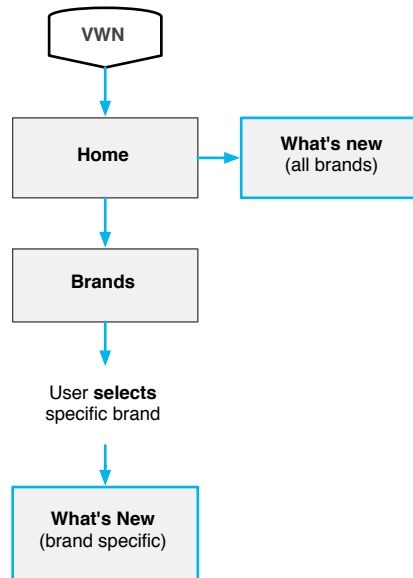 VWN
Home
What's new
(all brands)
Brands
User selects
specific brand
What's New
(brand specific)